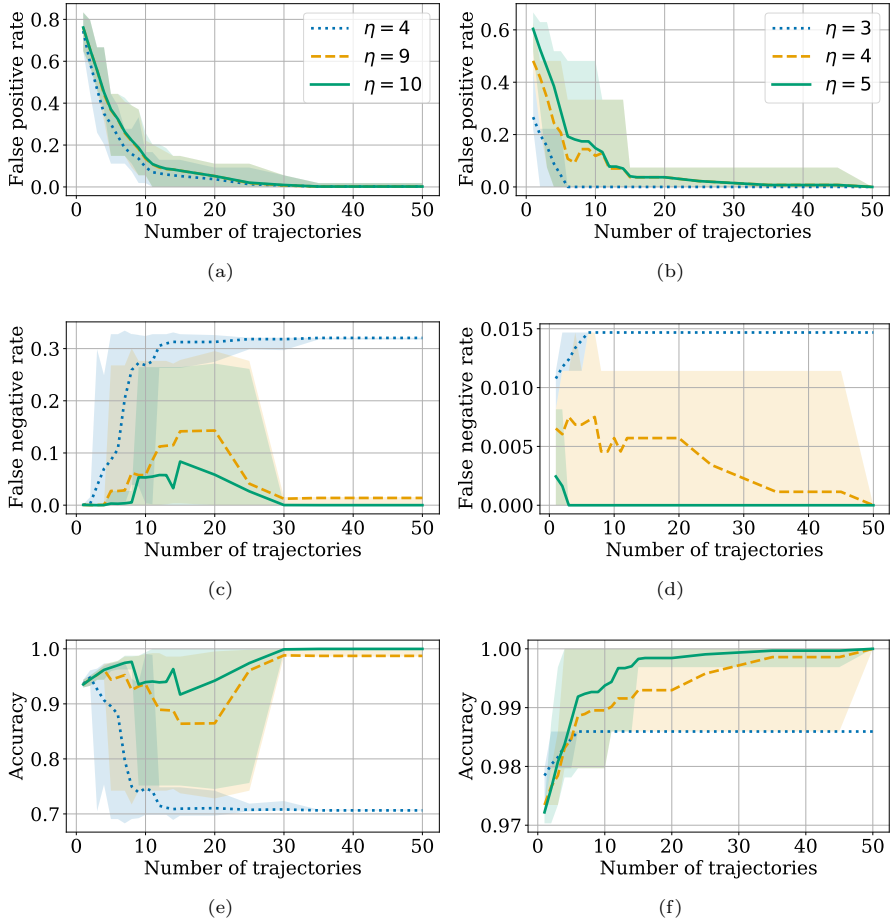 False positive rate
0.8
0.6
0.4
0.2
0.0
η = 4
η = 9
η = 10
0 10 20 30 40 50
Number of trajectories
(a)
False positive rate
0.6
0.4
0.2
0.0
η = 3
η = 4
η = 5
0 10 20 30 40 50
Number of trajectories
(b)
False negative rate
0.3
0.2
0.1
0.0
0 10 20 30 40 50
Number of trajectories
(c)
False negative rate
0.015
0.010
0.005
0.000
0 10 20 30 40 50
Number of trajectories
(d)
Accuracy
1.0
0.9
0.8
0.7
0 10 20 30 40 50
Number of trajectories
(e)
Accuracy
1.00
0.99
0.98
0.97
0 10 20 30 40 50
Number of trajectories
(f)